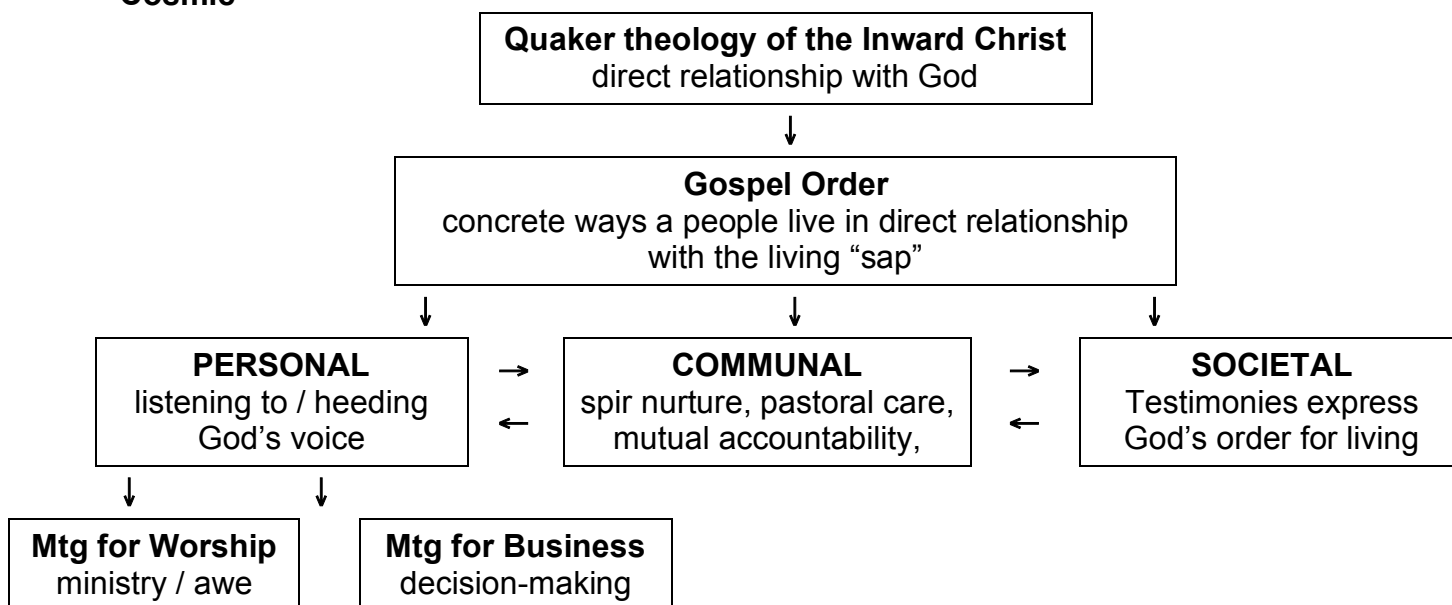 Cosmic
Quaker theology of the Inward Christ
direct relationship with God
Gospel Order
concrete ways a people live in direct relationship
with the living “sap”
PERSONAL
listening to / heeding
God’s voice
COMMUNAL
spir nurture, pastoral care,
mutual accountability,
SOCIETAL
Testimonies express
God’s order for living
Mtg for Worship
ministry / awe
Mtg for Business
decision-making